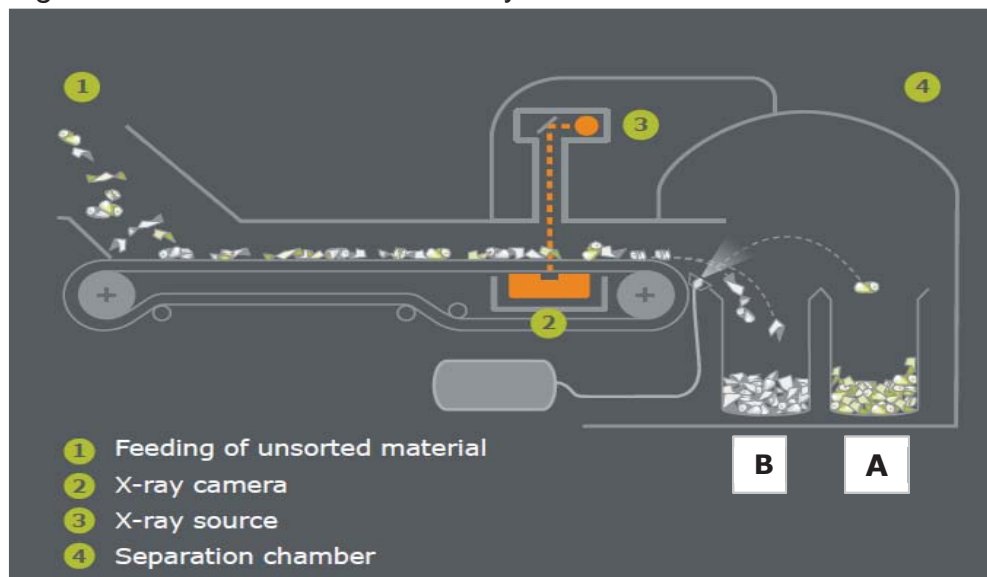 1
4
3
2
B
A
1 Feeding of unsorted material
2 X-ray camera
3 X-ray source
4 Separation chamber